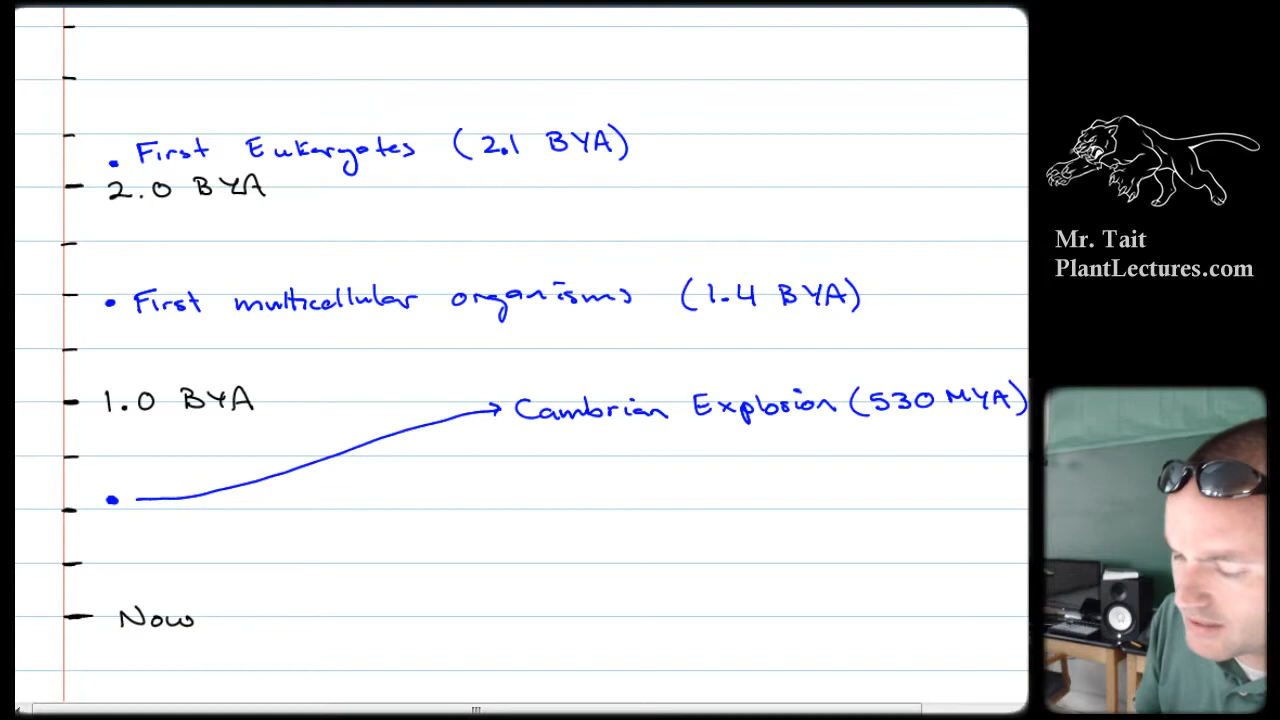 • First Eukaryotes (2.1 BYA)
2.0 BYA
• First multicellular organisms (1.4 BYA)
1.0 BYA
Cambrian Explosion (530 MYA)
Now
Mr. Tait
PlantLectures.com